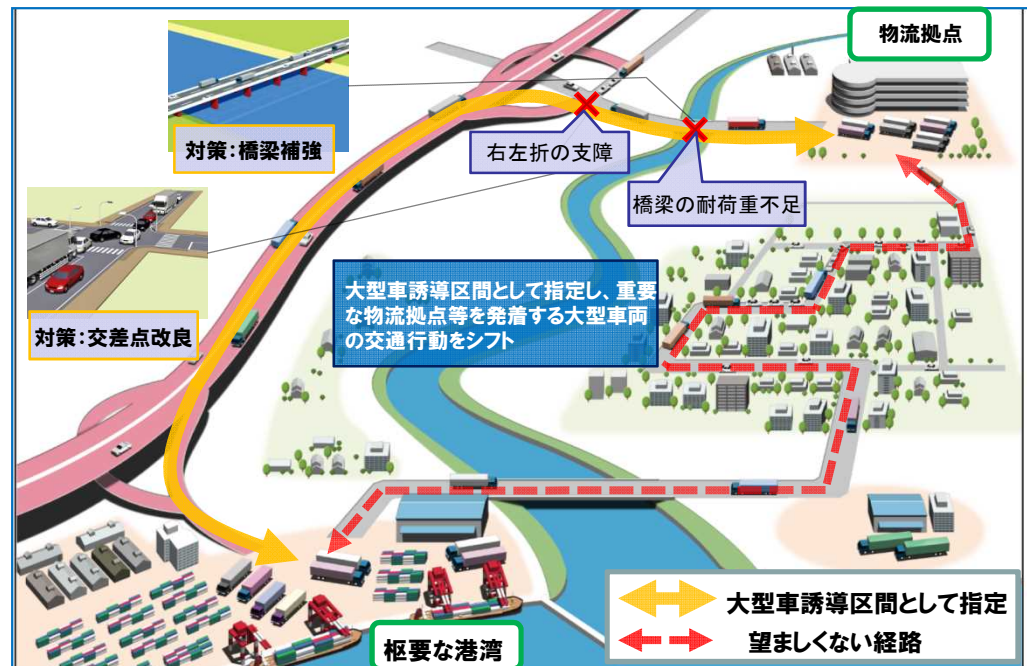 物流拠点
対策：橋梁補強
右左折の支障
橋梁の耐荷重不足
対策：交差点改良
大型車誘導区間として指定し、重要
な物流拠点等を発着する大型車両
の交通行動をシフト
枢要な港湾
大型車誘導区間として指定
望ましくない経路